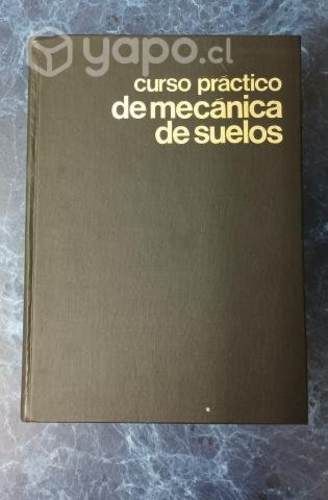 yapo.cl
curso práctico
de mecánica
de suelos